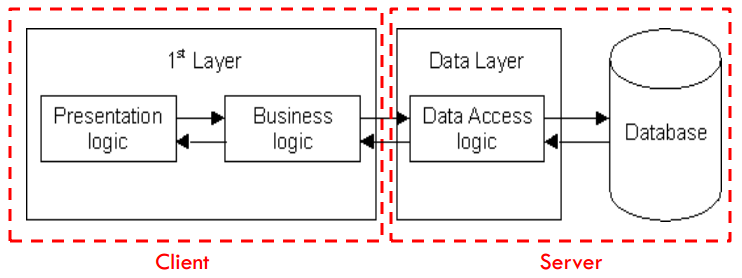 1st Layer
Data Layer
Presentation
logic
Business
logic
Data Access
logic
Database
Client
Server